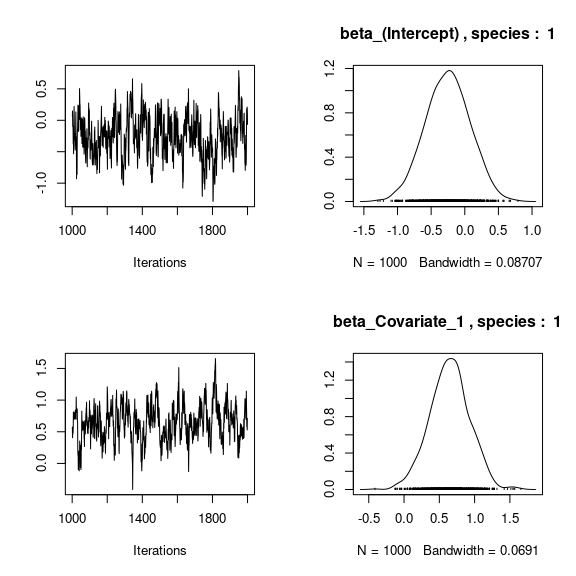 beta_(Intercept) , species : 1
0.5
0.0
-1.0
1000 1400 1800
Iterations
1.2
0.8
0.4
0.0
-1.5 -1.0 -0.5 0.0 0.5 1.0
N = 1000 Bandwidth = 0.08707
beta_Covariate_1 , species : 1
1.5
1.0
0.5
0.0
1000 1400 1800
Iterations
1.2
0.8
0.4
0.0
-0.5 0.0 0.5 1.0 1.5
N = 1000 Bandwidth = 0.0691